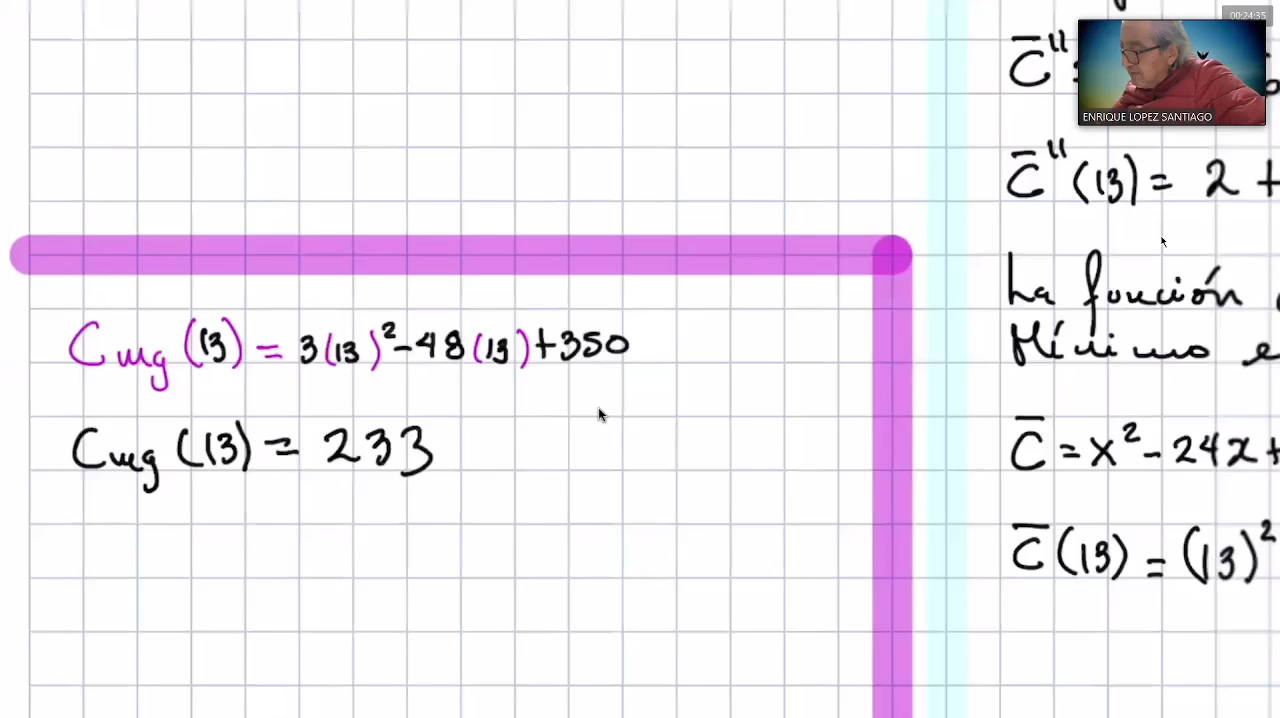 00:24:35
ENRIQUE LOPEZ SANTIAGO
Cmg (13) = 3(13)²-48(13)+350
Cmg (13) = 233
C̅'' =
C̅''(13) = 2 +
La función
Mínimo e
C̅ = x² - 24x +
C̅(13) = (13)²